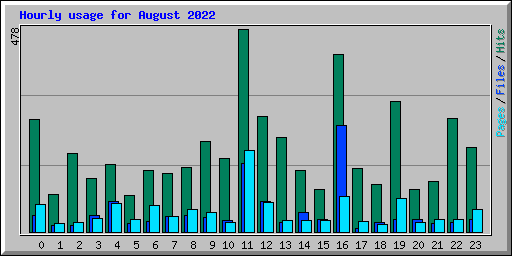 Hourly usage for August 2022
478
Pages/Files/Hits
0 1 2 3 4 5 6 7 8 9 10 11 12 13 14 15 16 17 18 19 20 21 22 23